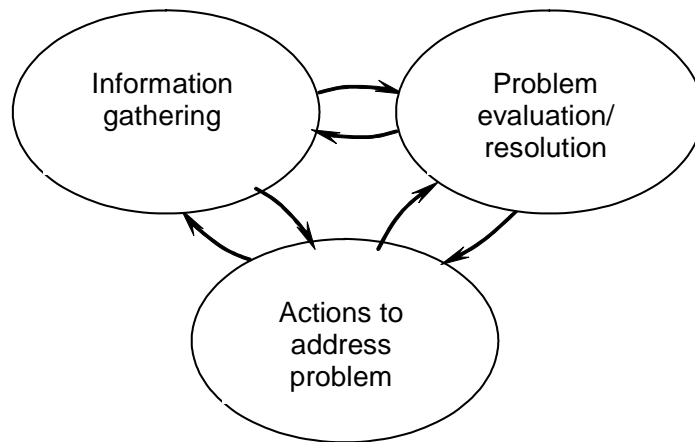 Information
gathering
Problem
evaluation/
resolution
Actions to
address
problem